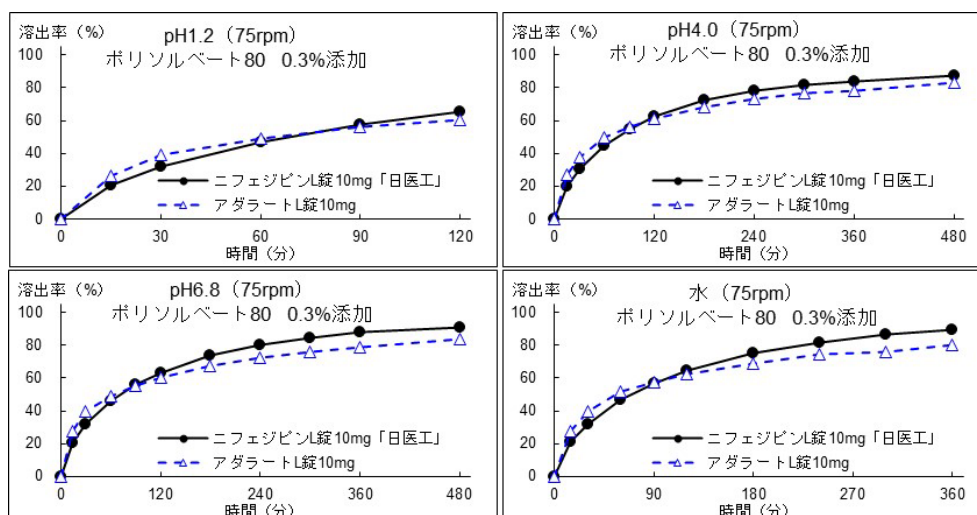 溶出率 (%)
pH1.2 (75rpm)
ポリソルベート80 0.3%添加
100
80
60
40
20
0
ニフェジピンL錠10mg「日医工」
アダラートL錠10mg
0 30 60 90 120
時間 (分)
溶出率 (%)
pH4.0 (75rpm)
ポリソルベート80 0.3%添加
100
80
60
40
20
0
ニフェジピンL錠10mg「日医工」
アダラートL錠10mg
0 120 240 360 480
時間 (分)
溶出率 (%)
pH6.8 (75rpm)
ポリソルベート80 0.3%添加
100
80
60
40
20
0
ニフェジピンL錠10mg「日医工」
アダラートL錠10mg
0 120 240 360 480
時間 (分)
溶出率 (%)
水 (75rpm)
ポリソルベート80 0.3%添加
100
80
60
40
20
0
ニフェジピンL錠10mg「日医工」
アダラートL錠10mg
0 90 180 270 360
時間 (分)